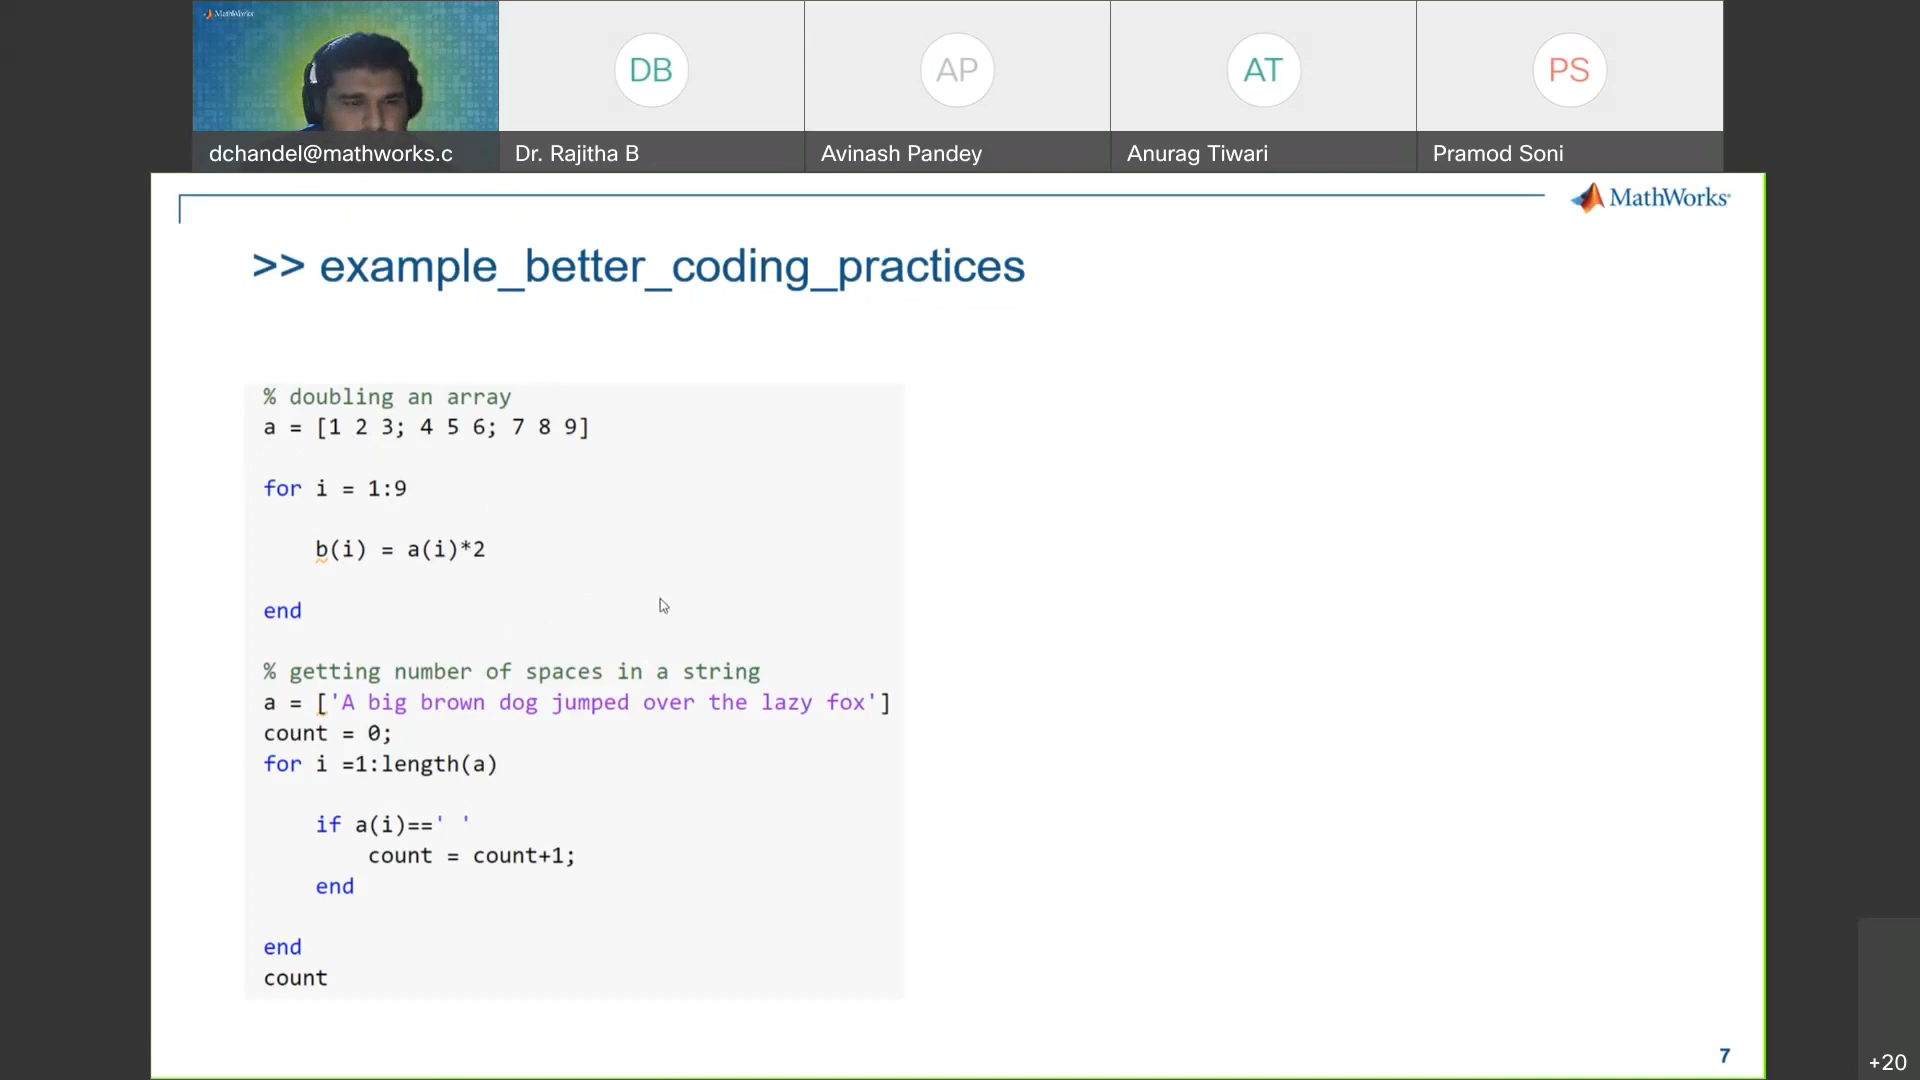 MathWorks
DB
AP
AT
PS
dchandel@mathworks.c
Dr. Rajitha B
Avinash Pandey
Anurag Tiwari
Pramod Soni
MathWorks
>> example_better_coding_practices
% doubling an array
a = [1 2 3; 4 5 6; 7 8 9]
for i = 1:9
b(i) = a(i)*2
end
% getting number of spaces in a string
a = ['A big brown dog jumped over the lazy fox']
count = 0;
for i =1:length(a)
if a(i)==' '
count = count+1;
end
end
count
7
+20